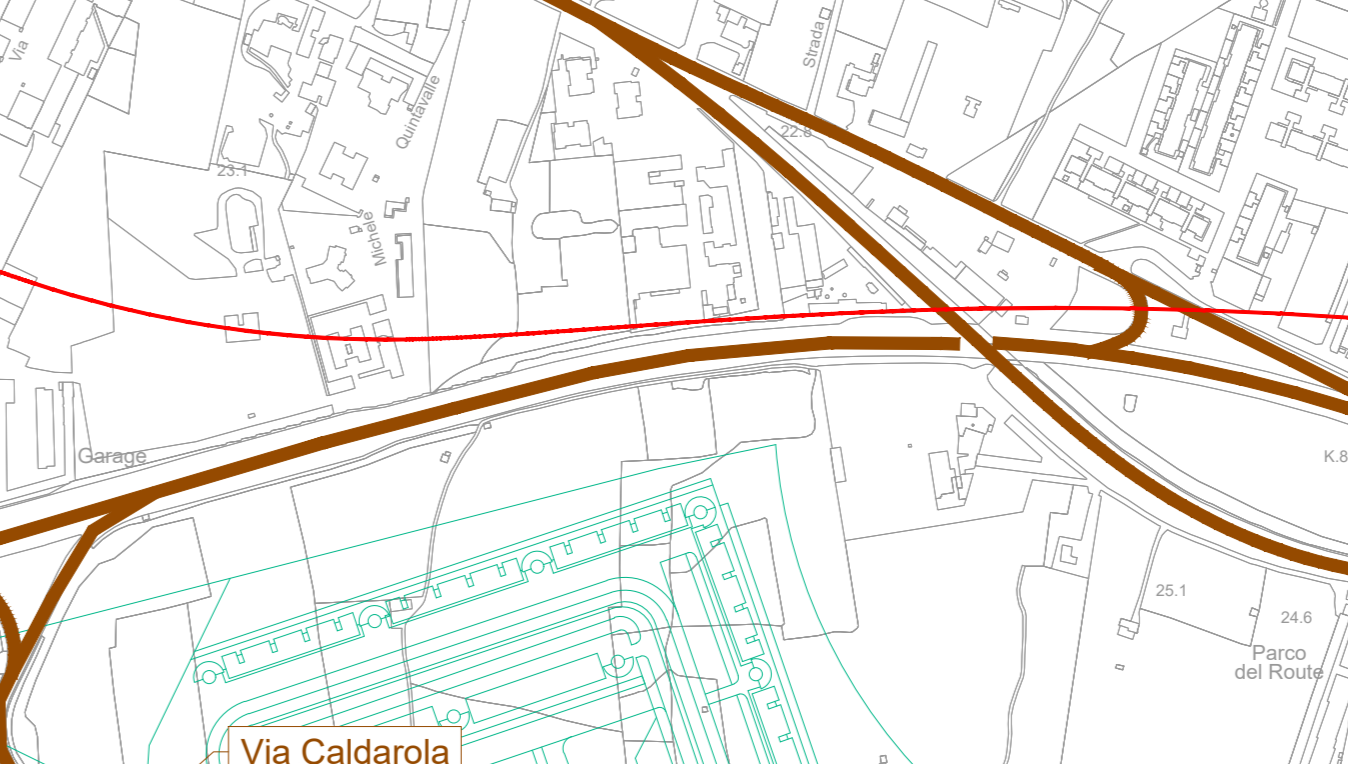 Via
Strada
Quintavalle
22.8
23.1
Michele
Garage
K.8
25.1
24.6
Parco
del Route
Via Caldarola